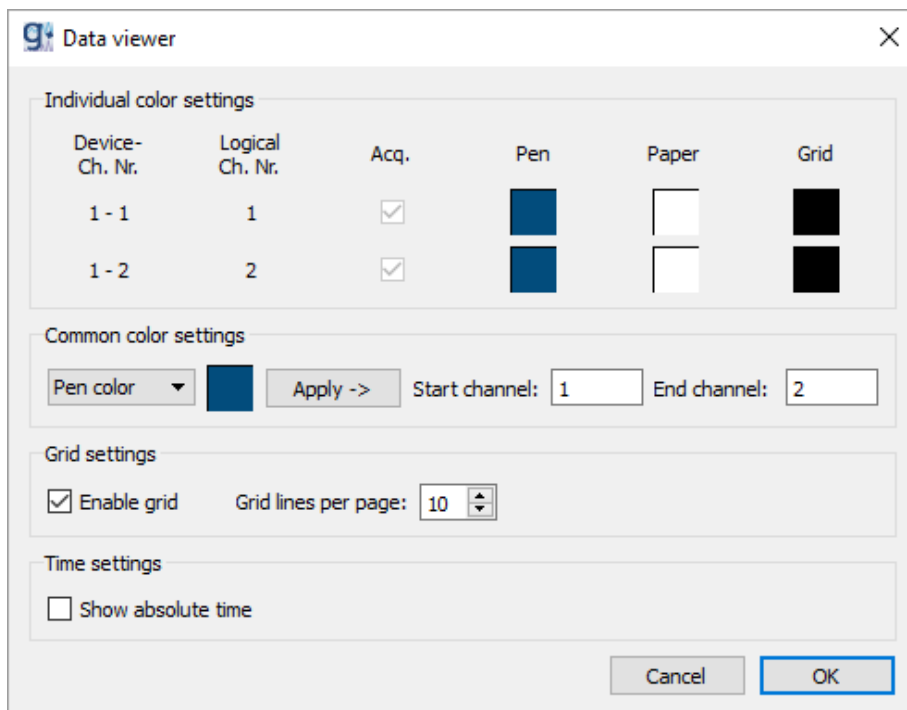 g Data viewer
Individual color settings
Device- Logical
Ch. Nr. Ch. Nr. Acq. Pen Paper Grid
1 - 1 1
1 - 2 2
Common color settings
Pen color Apply -> Start channel: 1 End channel: 2
Grid settings
Enable grid Grid lines per page: 10
Time settings
Show absolute time
Cancel OK